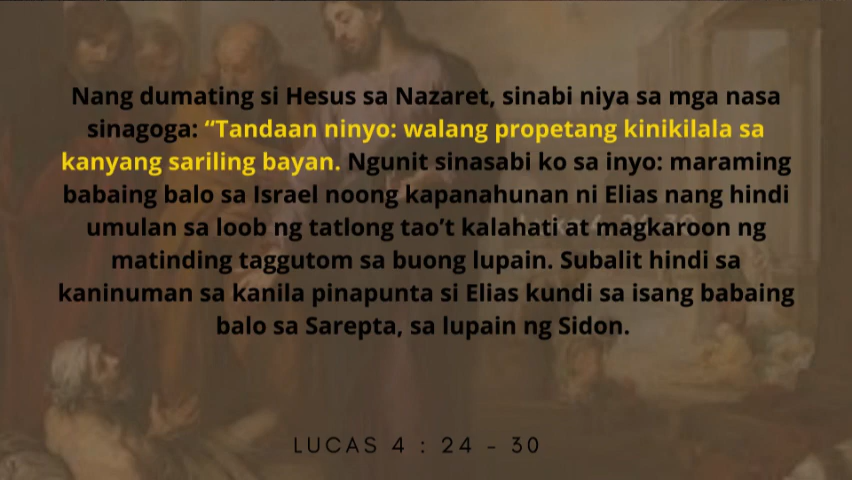 Nang dumating si Hesus sa Nazaret, sinabi niya sa mga nasa
sinagoga: “Tandaan ninyo: walang propetang kinikilala sa
kanyang sariling bayan. Ngunit sinasabi ko sa inyo: maraming
babaing balo sa Israel noong kapanahunan ni Elias nang hindi
umulan sa loob ng tatlong tao’t kalahati at magkaroon ng
matinding taggutom sa buong lupain. Subalit hindi sa
kaninuman sa kanila pinapunta si Elias kundi sa isang babaing
balo sa Sarepta, sa lupain ng Sidon.
LUCAS 4 : 24 - 30